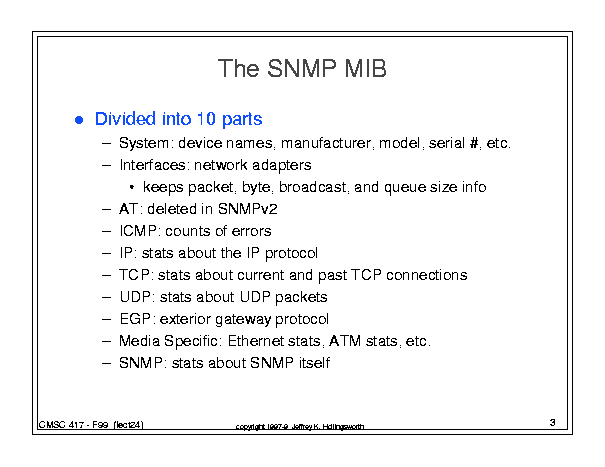 The SNMP MIB
● Divided into 10 parts
– System: device names, manufacturer, model, serial #, etc.
– Interfaces: network adapters
• keeps packet, byte, broadcast, and queue size info
– AT: deleted in SNMPv2
– ICMP: counts of errors
– IP: stats about the IP protocol
– TCP: stats about current and past TCP connections
– UDP: stats about UDP packets
– EGP: exterior gateway protocol
– Media Specific: Ethernet stats, ATM stats, etc.
– SNMP: stats about SNMP itself
CMSC 417 - F99 (lect24)
copyright 1997-9 Jeffrey K. Hollingsworth
3